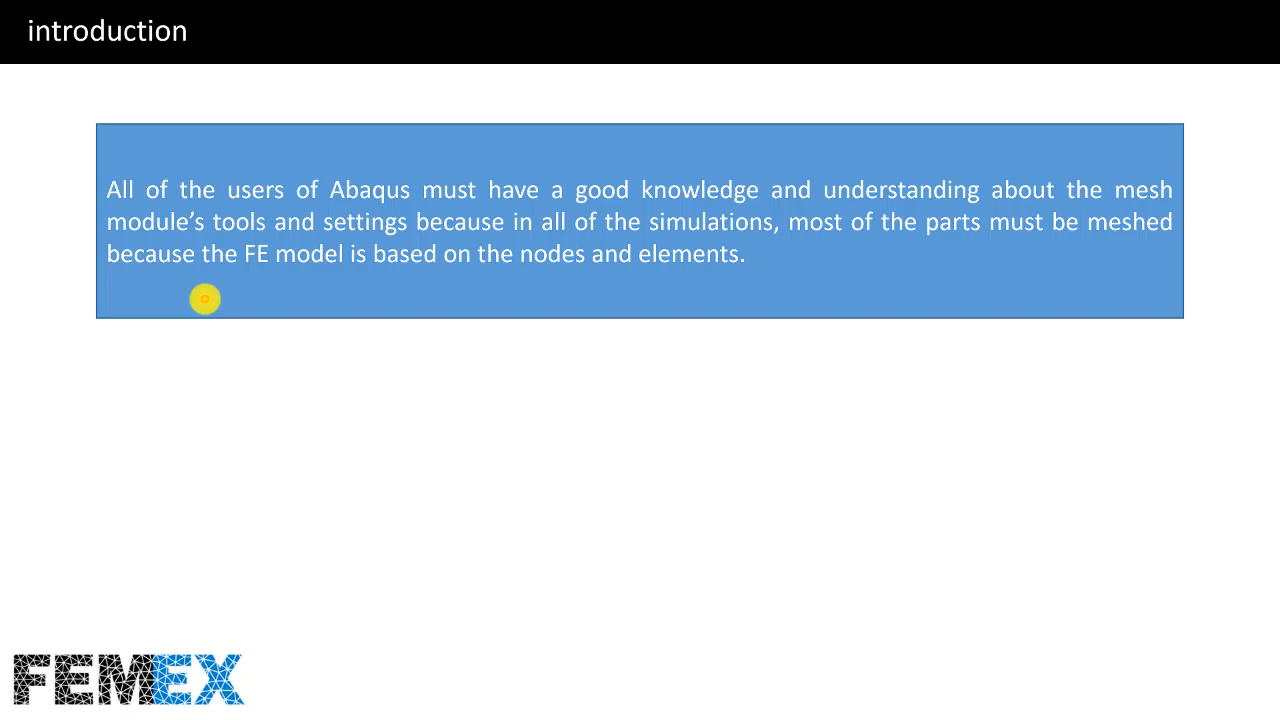 introduction
All of the users of Abaqus must have a good knowledge and understanding about the mesh
module’s tools and settings because in all of the simulations, most of the parts must be meshed
because the FE model is based on the nodes and elements.
FEMEX